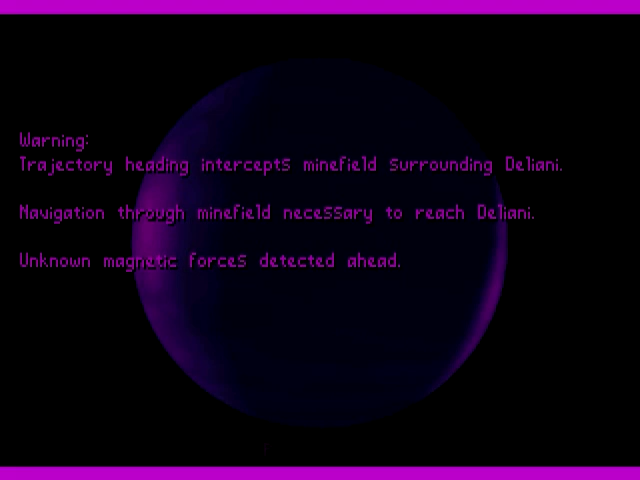 Warning:
Trajectory heading intercepts minefield surrounding Deliani.
Navigation through minefield necessary to reach Deliani.
Unknown magnetic forces detected ahead.